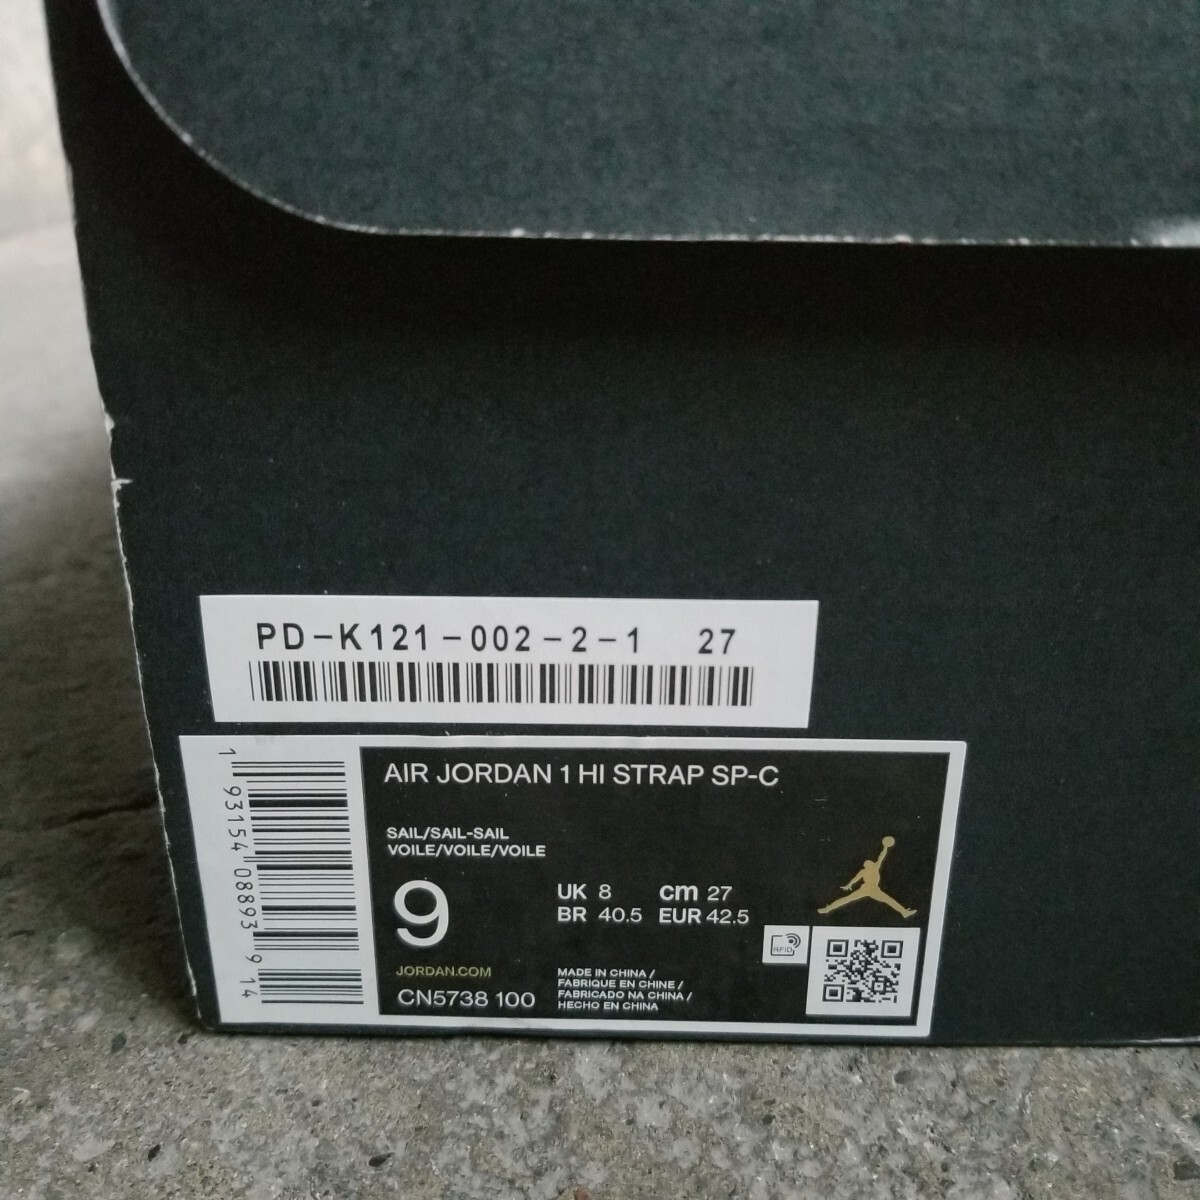 PD-K121-002-2-1 27
AIR JORDAN 1 HI STRAP SP-C
SAIL/SAIL-SAIL
VOILE/VOILE/VOILE
9
UK 8 cm 27
BR 40.5 EUR 42.5
RFID
JORDAN.COM
CN5738 100
MADE IN CHINA /
FABRIQUE EN CHINE /
FABRICADO NA CHINA /
HECHO EN CHINA
1 93154 08893 9 14